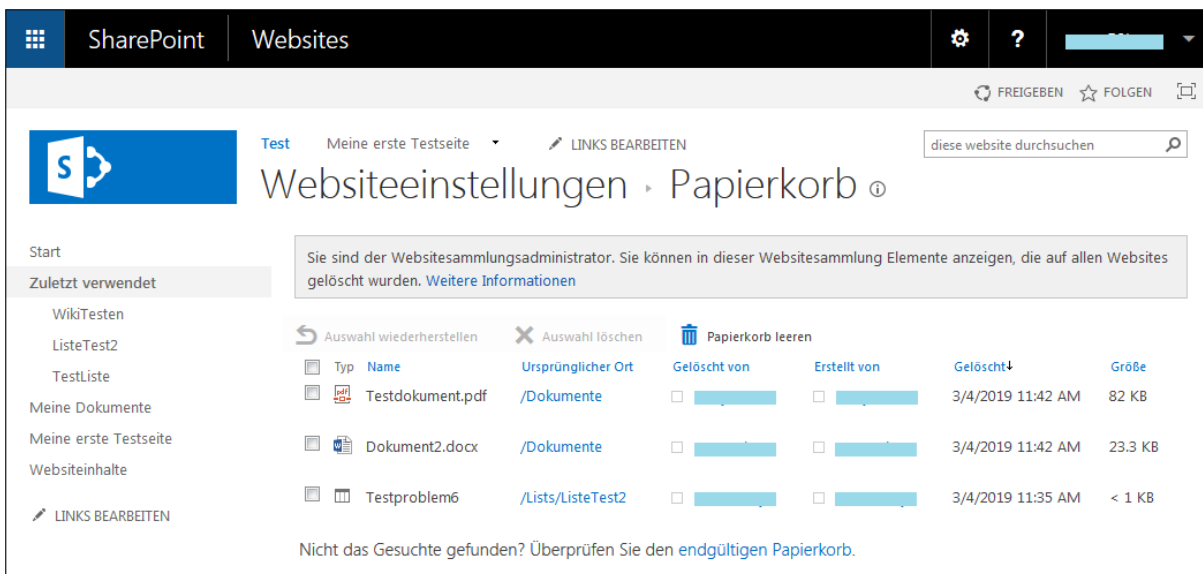 SharePoint Websites ?
FREIGEBEN FOLGEN
S
Test Meine erste Testseite LINKS BEARBEITEN diese website durchsuchen
Websiteeinstellungen Papierkorb
Start
Zuletzt verwendet
WikiTesten
ListeTest2
TestListe
Meine Dokumente
Meine erste Testseite
Websiteinhalte
LINKS BEARBEITEN
Sie sind der Websitesammlungsadministrator. Sie können in dieser Websitesammlung Elemente anzeigen, die auf allen Websites
gelöscht wurden. Weitere Informationen
Auswahl wiederherstellen Auswahl löschen Papierkorb leeren
Typ Name Ursprünglicher Ort Gelöscht von Erstellt von Gelöscht↓ Größe
Testdokument.pdf /Dokumente 3/4/2019 11:42 AM 82 KB
Dokument2.docx /Dokumente 3/4/2019 11:42 AM 23.3 KB
Testproblem6 /Lists/ListeTest2 3/4/2019 11:35 AM < 1 KB
Nicht das Gesuchte gefunden? Überprüfen Sie den endgültigen Papierkorb.